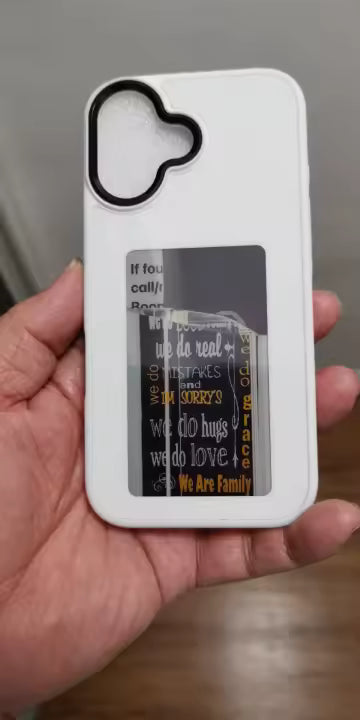 If fou
call/r
we do real
we do
MISTAKES
and
I'M SORRY'S
we do hugs
we do love
We Are Family
we do
grace